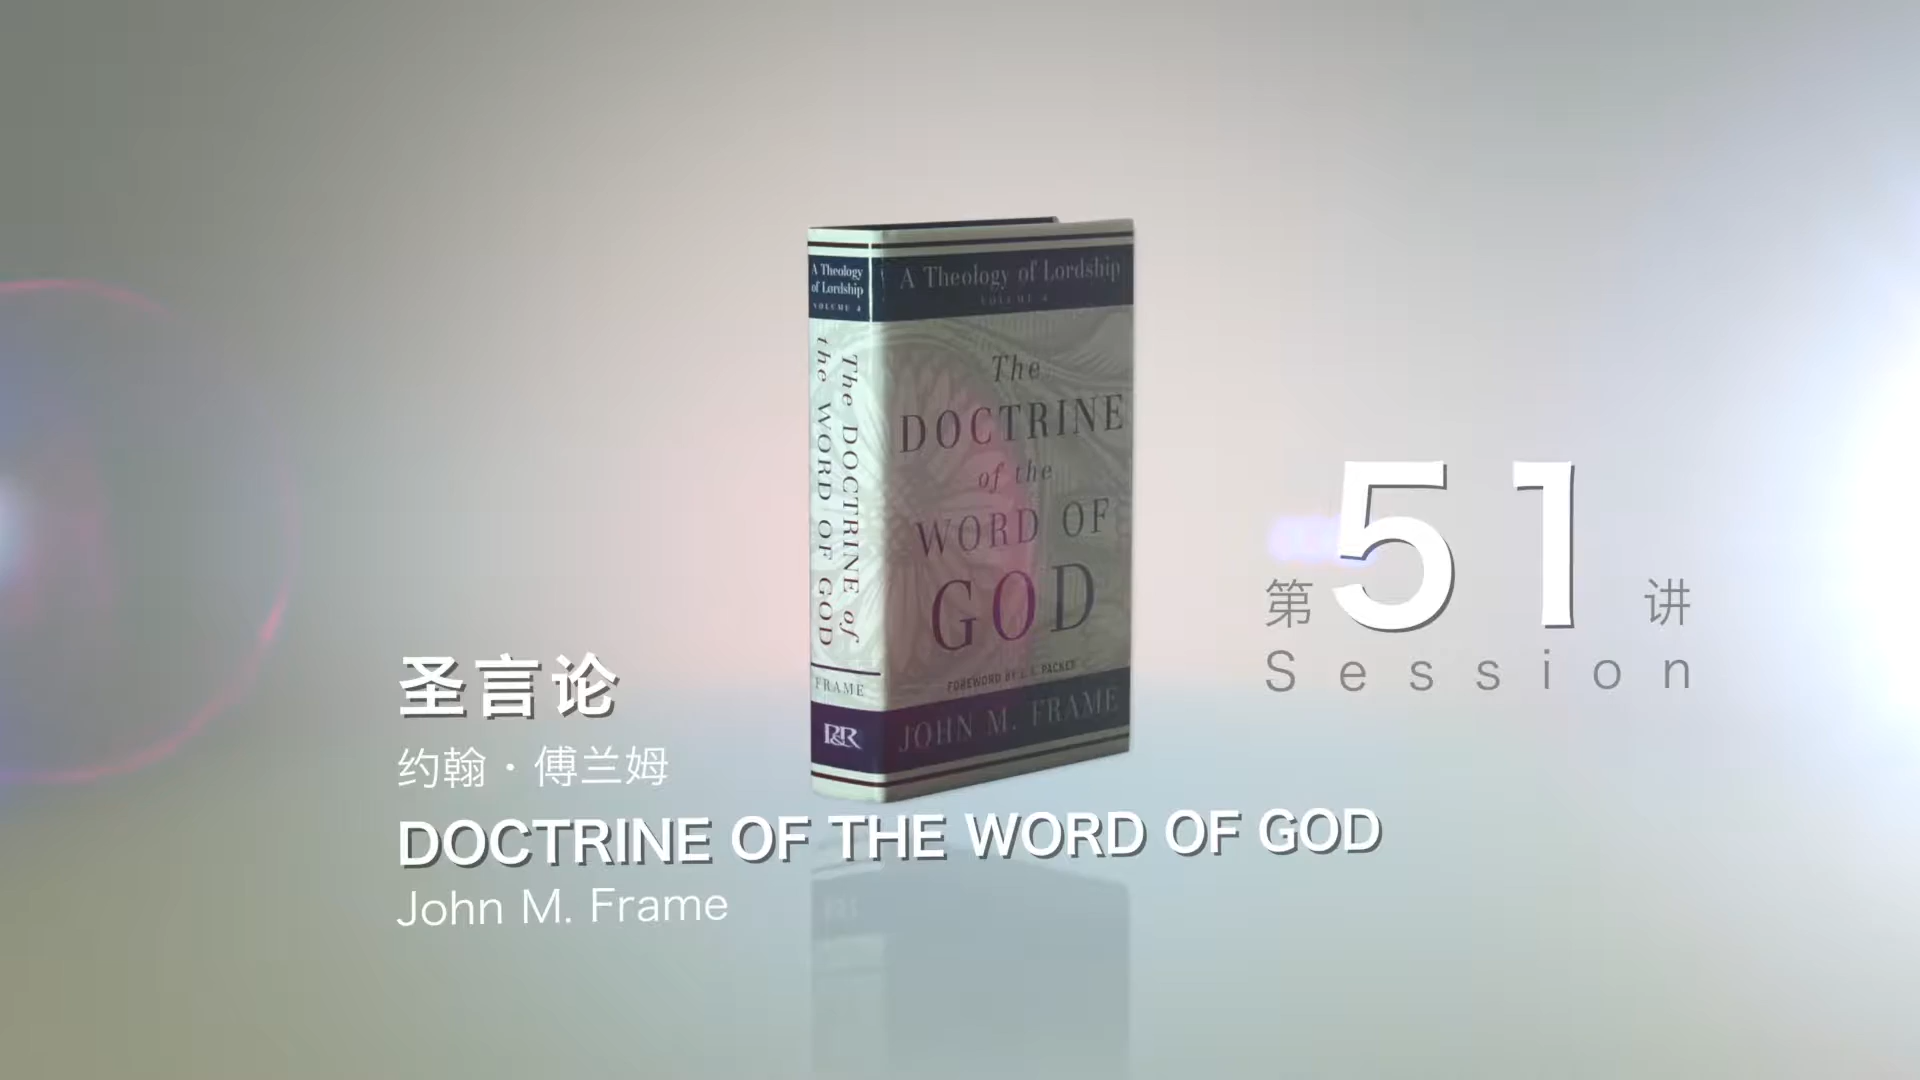 A Theology
of Lordship
VOLUME 4
The DOCTRINE of
the WORD OF GOD
FRAME
P&R
A Theology of Lordship
VOLUME 4
The
DOCTRINE
of the
WORD OF
GOD
FOREWORD BY J. I. PACKER
JOHN M. FRAME
第 51 讲
Session
圣言论
约翰·傅兰姆
DOCTRINE OF THE WORD OF GOD
John M. Frame